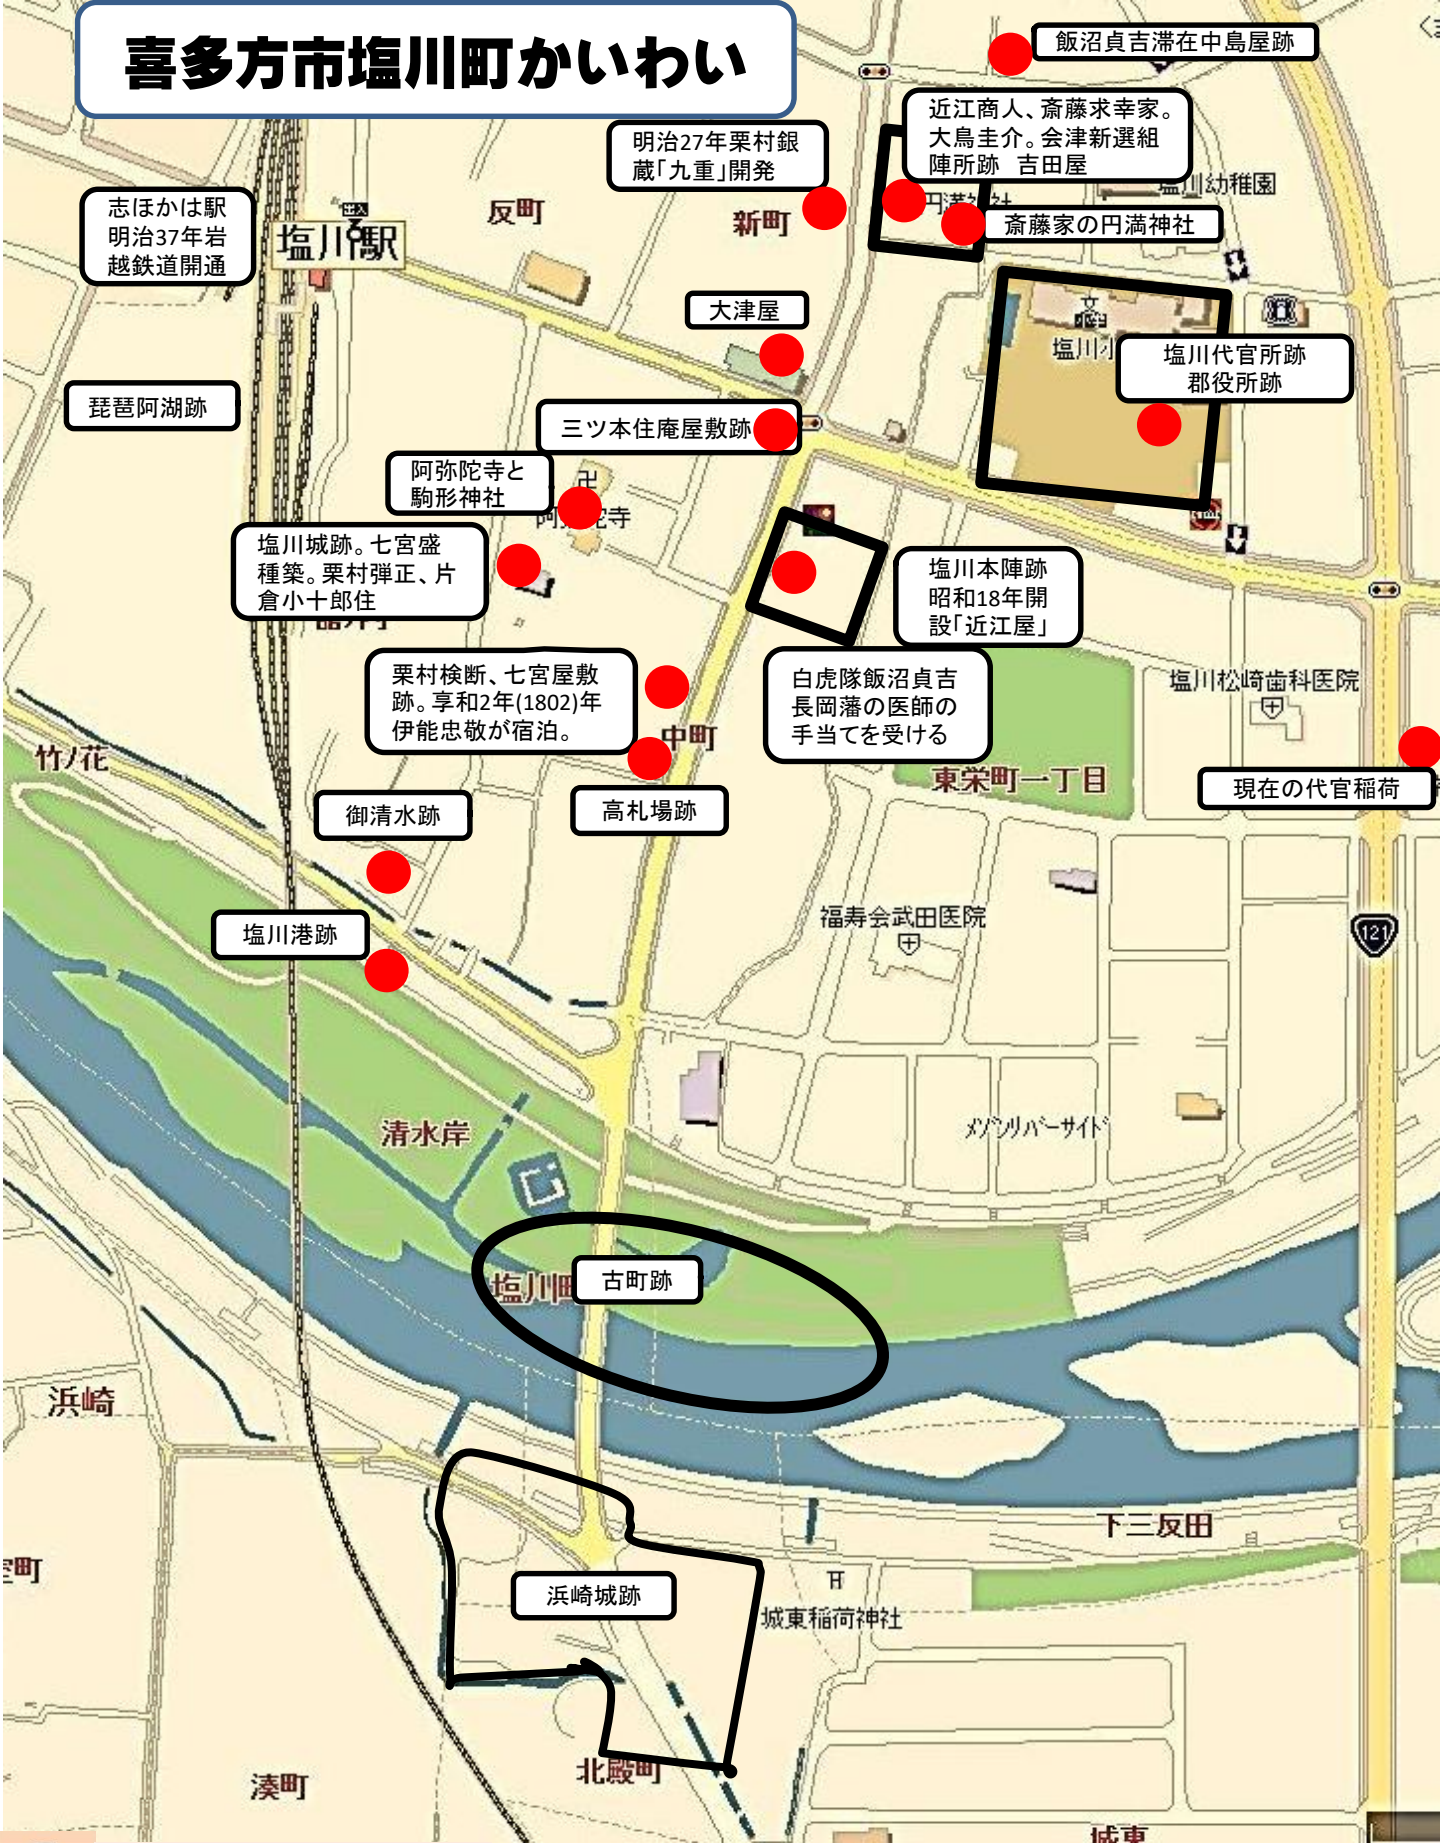 喜多方市塩川町かいわい
飯沼貞吉滞在中島屋跡
近江商人、斎藤求幸家。
大鳥圭介。会津新選組
陣所跡　吉田屋
明治27年栗村銀
蔵「九重」開発
塩川幼稚園
志ほかは駅
明治37年岩
越鉄道開通
出入
塩川駅
反町
新町
斎藤家の円満神社
大津屋
塩川小
塩川代官所跡
郡役所跡
琵琶阿湖跡
三ツ本住庵屋敷跡
阿弥陀寺と
駒形神社
塩川城跡。七宮盛
種築。栗村弾正、片
倉小十郎住
塩川本陣跡
昭和18年開
設「近江屋」
栗村検断、七宮屋敷
跡。享和2年(1802)年
伊能忠敬が宿泊。
白虎隊飯沼貞吉
長岡藩の医師の
手当てを受ける
塩川松崎歯科医院
中町
竹ノ花
東栄町一丁目
現在の代官稲荷
御清水跡
高札場跡
塩川港跡
福寿会武田医院
121
清水岸
メゾンリバーサイド
塩川町
古町跡
浜崎
下三反田
浜崎城跡
城東稲荷神社
北殿町
湊町
城東